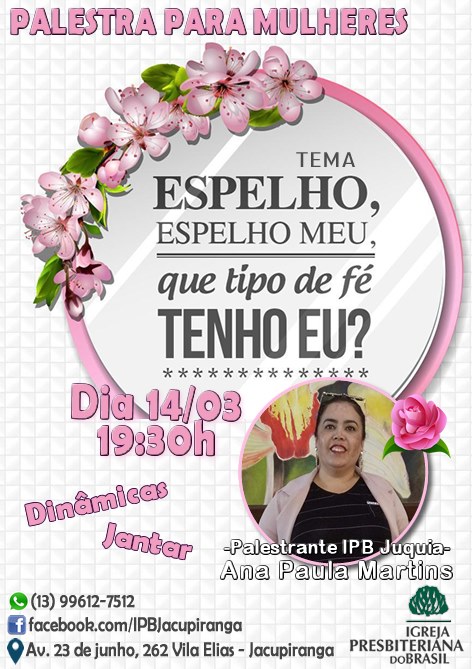 PALESTRA PARA MULHERES
TEMA
ESPELHO,
ESPELHO MEU,
que tipo de fé
TENHO EU?
**************
Dia 14/03
19:30h
Dinâmicas
Jantar
-Palestrante IPB Juquia-
Ana Paula Martins
(13) 99612-7512
facebook.com/IPBJacupiranga
Av. 23 de junho, 262 Vila Elias - Jacupiranga
IGREJA
PRESBITERIANA
DO BRASIL